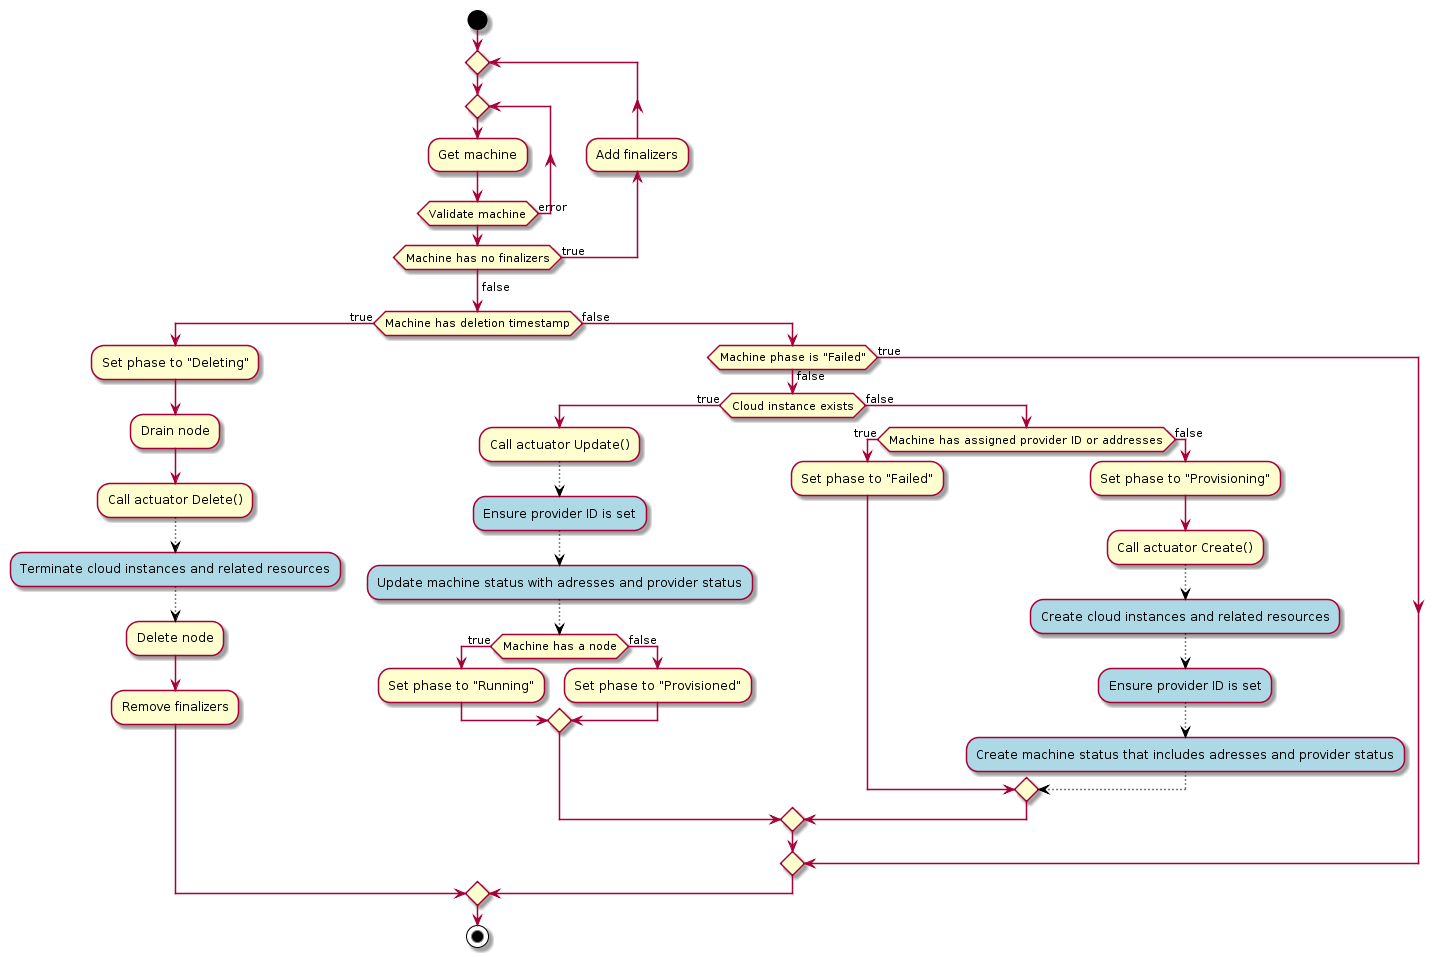 Get machine
Add finalizers
error
Validate machine
true
Machine has no finalizers
false
true
Machine has deletion timestamp
false
Set phase to "Deleting"
Drain node
Call actuator Delete()
Terminate cloud instances and related resources
Delete node
Remove finalizers
Machine phase is "Failed"
true
false
true
Cloud instance exists
false
Call actuator Update()
Ensure provider ID is set
Update machine status with adresses and provider status
true
Machine has a node
false
Set phase to "Running"
Set phase to "Provisioned"
true
Machine has assigned provider ID or addresses
false
Set phase to "Failed"
Set phase to "Provisioning"
Call actuator Create()
Create cloud instances and related resources
Ensure provider ID is set
Create machine status that includes adresses and provider status